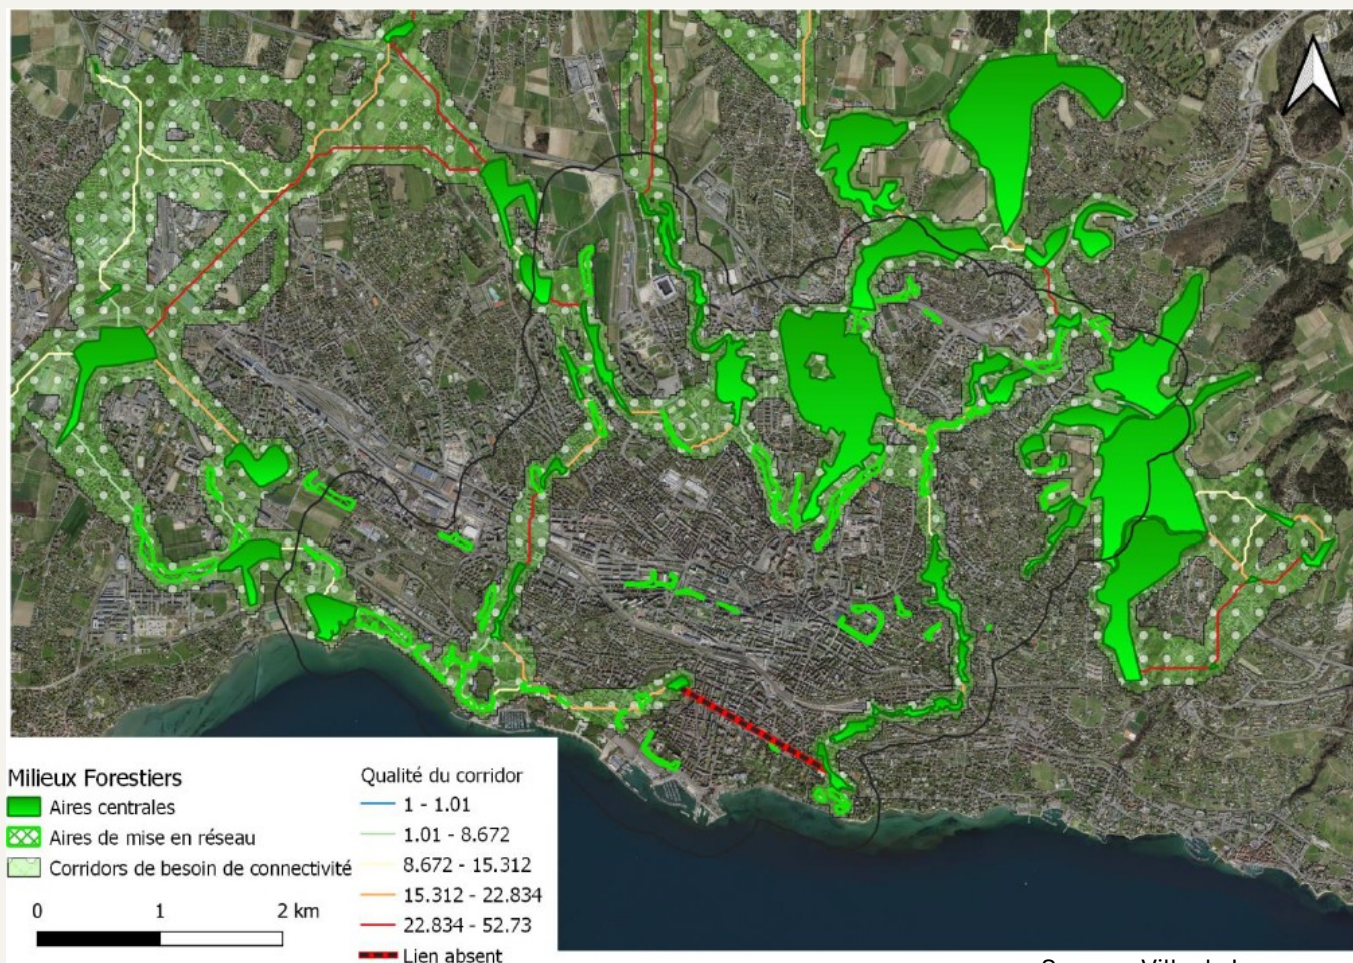 Milieux Forestiers
Aires centrales
Aires de mise en réseau
Corridors de besoin de connectivité
0 1 2 km
Qualité du corridor
1 - 1.01
1.01 - 8.672
8.672 - 15.312
15.312 - 22.834
22.834 - 52.73
Lien absent